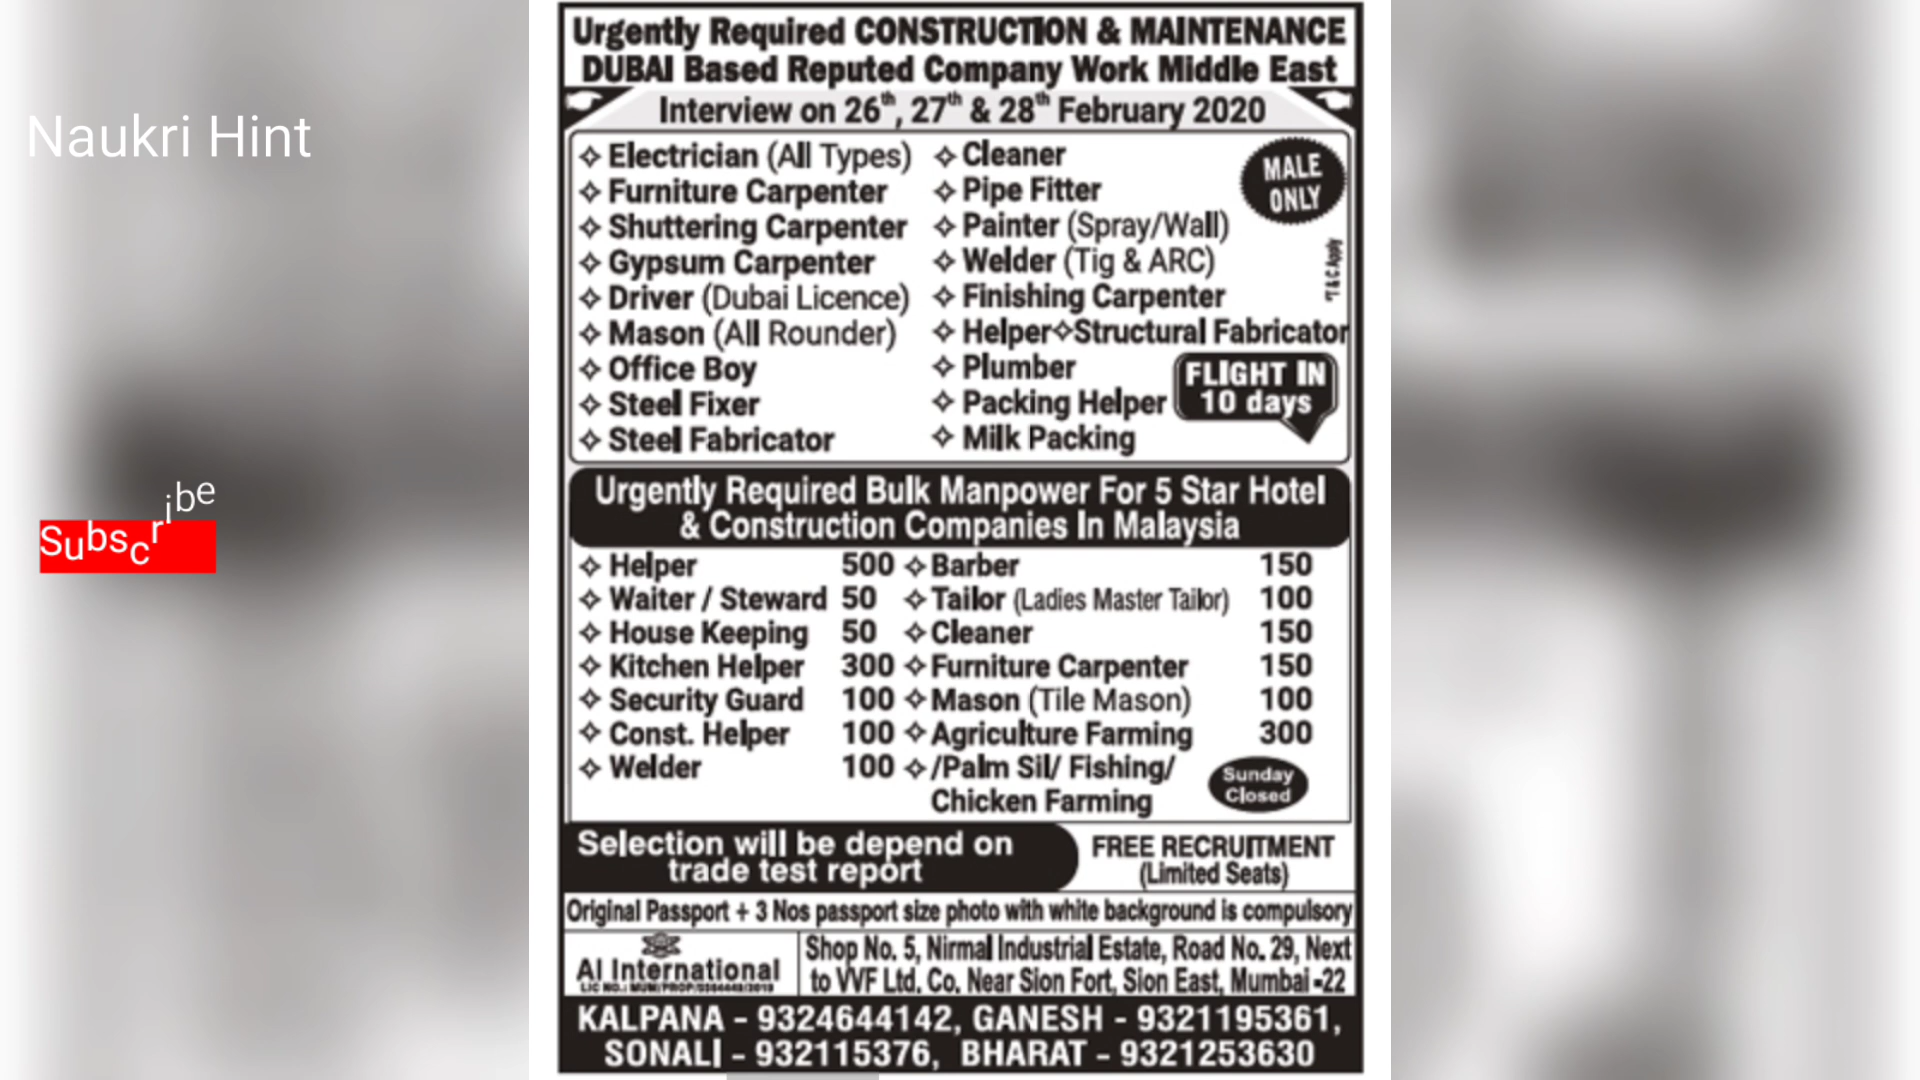 Naukri Hint
Subscribe
Urgently Required CONSTRUCTION & MAINTENANCE
DUBAI Based Reputed Company Work Middle East
Interview on 26th, 27th & 28th February 2020
✧ Electrician (All Types)
✧ Furniture Carpenter
✧ Shuttering Carpenter
✧ Gypsum Carpenter
✧ Driver (Dubai Licence)
✧ Mason (All Rounder)
✧ Office Boy
✧ Steel Fixer
✧ Steel Fabricator
✧ Cleaner
✧ Pipe Fitter
✧ Painter (Spray/Wall)
✧ Welder (Tig & ARC)
✧ Finishing Carpenter
✧ Helper✧Structural Fabricator
✧ Plumber
✧ Packing Helper
✧ Milk Packing
MALE
ONLY
*T & C Apply
FLIGHT IN
10 days
Urgently Required Bulk Manpower For 5 Star Hotel
& Construction Companies In Malaysia
✧ Helper 500
✧ Waiter / Steward 50
✧ House Keeping 50
✧ Kitchen Helper 300
✧ Security Guard 100
✧ Const. Helper 100
✧ Welder 100
✧ Barber 150
✧ Tailor (Ladies Master Tailor) 100
✧ Cleaner 150
✧ Furniture Carpenter 150
✧ Mason (Tile Mason) 100
✧ Agriculture Farming 300
✧ /Palm Sil/ Fishing/
Chicken Farming
Sunday
Closed
Selection will be depend on
trade test report
FREE RECRUITMENT
(Limited Seats)
Original Passport + 3 Nos passport size photo with white background is compulsory
Al International
LIC NO.: MUM/PROP/
Shop No. 5, Nirmal Industrial Estate, Road No. 29, Next
to VVF Ltd. Co. Near Sion Fort, Sion East, Mumbai -22
KALPANA - 9324644142, GANESH - 9321195361,
SONALI - 932115376, BHARAT - 9321253630